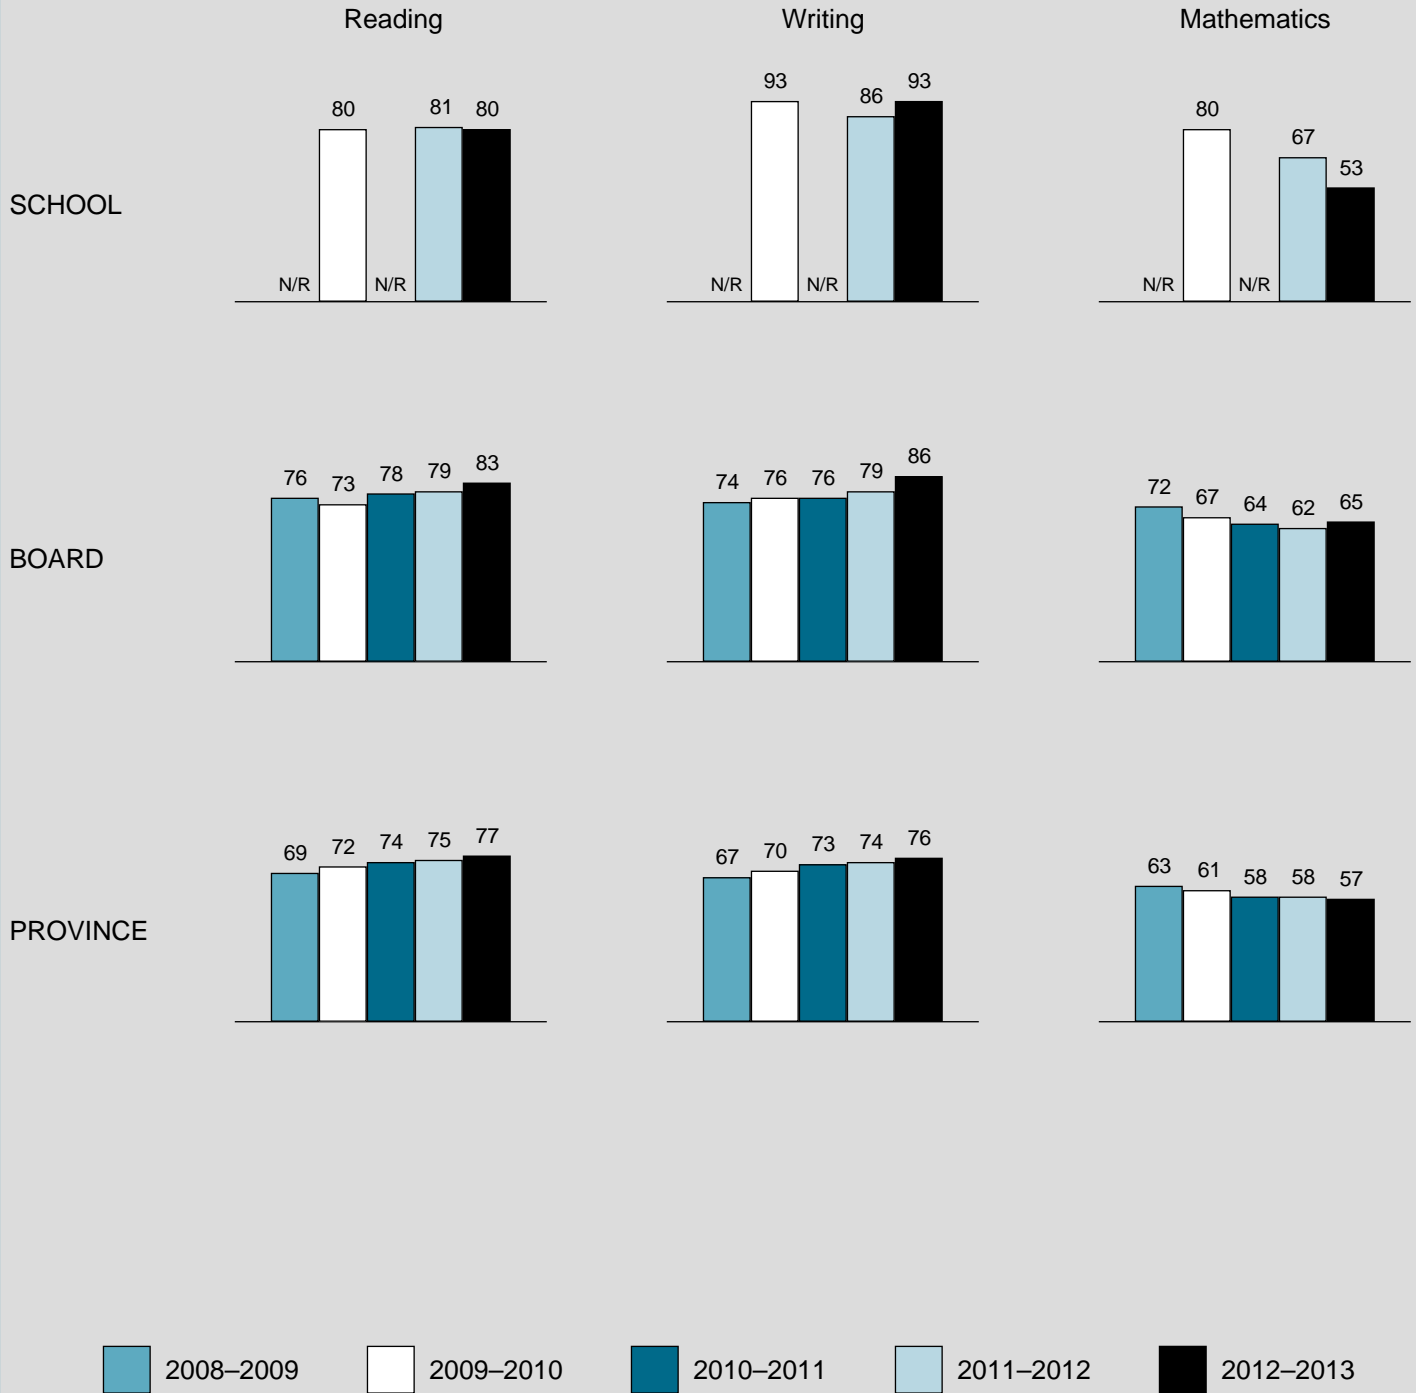 Reading Writing Mathematics
SCHOOL
N/R 80 N/R 81 80
N/R 93 N/R 86 93
N/R 80 N/R 67 53
BOARD
76 73 78 79 83
74 76 76 79 86
72 67 64 62 65
PROVINCE
69 72 74 75 77
67 70 73 74 76
63 61 58 58 57
2008–2009 2009–2010 2010–2011 2011–2012 2012–2013